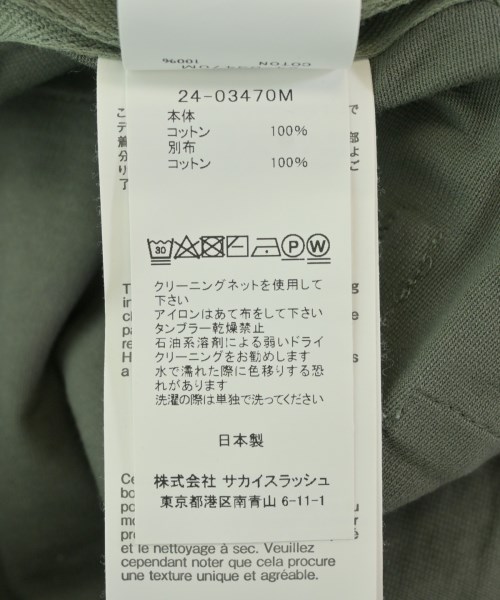 COTON 100%
24-03470M
本体
コットン 100%
別布
コットン 100%
30
P W
クリーニングネットを使用して
下さい
アイロンはあて布をして下さい
タンブラー乾燥禁止
石油系溶剤による弱いドライ
クリーニングをお勧めします
水で濡れた際に色移りする恐
れがあります
洗濯の際は単独で洗ってください
日本製
株式会社 サカイスラッシュ
東京都港区南青山 6-11-1
et le nettoyage à sec. Veuillez
cependant noter que cela procure
une texture unique et agréable.